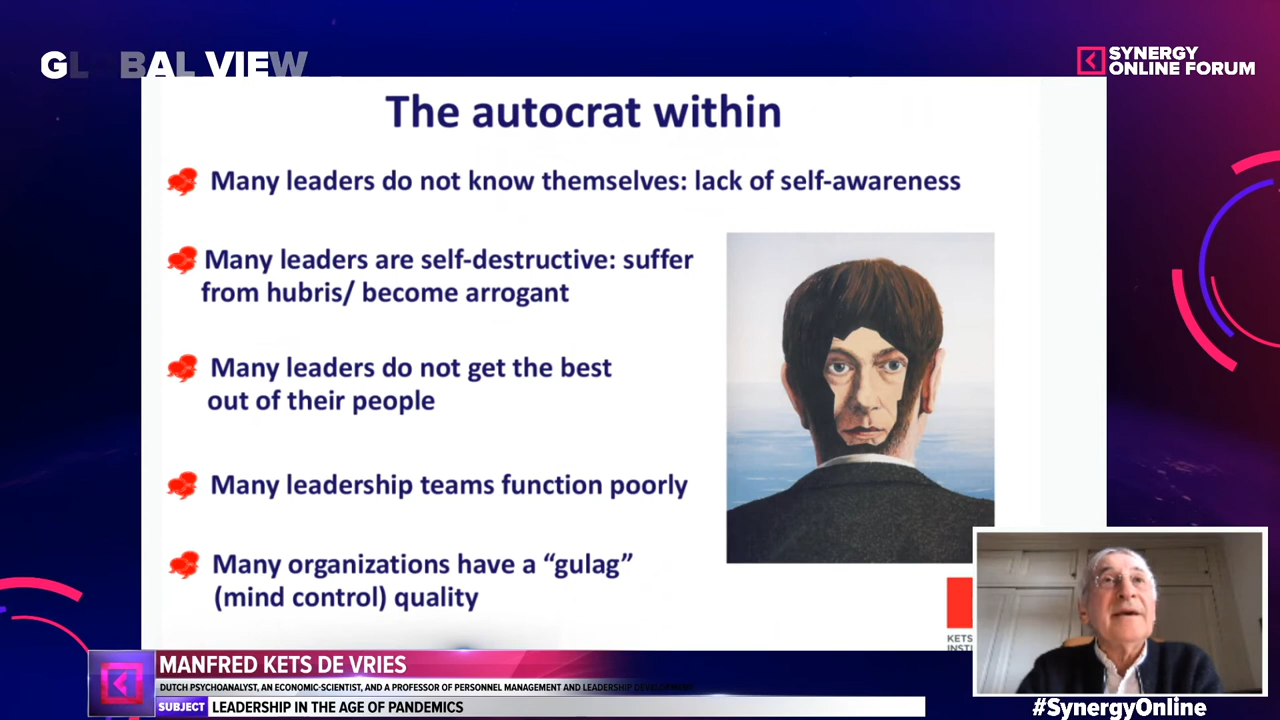 GLOBAL VIEW
SYNERGY
ONLINE FORUM
The autocrat within
Many leaders do not know themselves: lack of self-awareness
Many leaders are self-destructive: suffer
from hubris/ become arrogant
Many leaders do not get the best
out of their people
Many leadership teams function poorly
Many organizations have a “gulag”
(mind control) quality
KETS
MANFRED KETS DE VRIES
DUTCH PSYCHOANALYST, AN ECONOMIC-SCIENTIST, AND A PROFESSOR OF PERSONNEL MANAGEMENT AND LEADERSHIP DEVELOPMENT
SUBJECT LEADERSHIP IN THE AGE OF PANDEMICS
#SynergyOnline